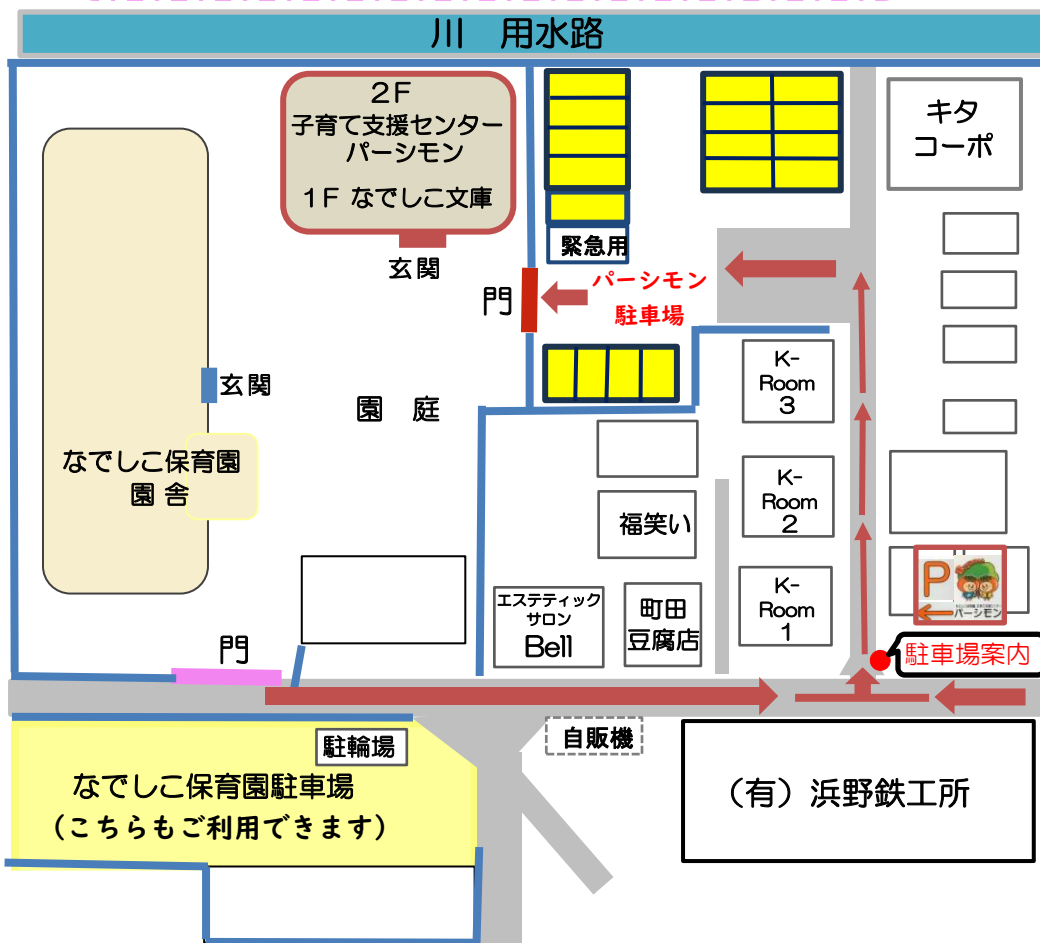 川　用水路
２Ｆ
子育て支援センター
パーシモン
１Ｆ なでしこ文庫
玄関
門
緊急用
パーシモン
駐車場
キタ
コーポ
玄関
園　庭
なでしこ保育園
園 舎
K-
Room
3
K-
Room
2
K-
Room
1
福笑い
エステティック
サロン
Bell
町田
豆腐店
P
パーシモン
駐車場案内
門
駐輪場
自販機
なでしこ保育園駐車場
（こちらもご利用できます）
（有）浜野鉄工所